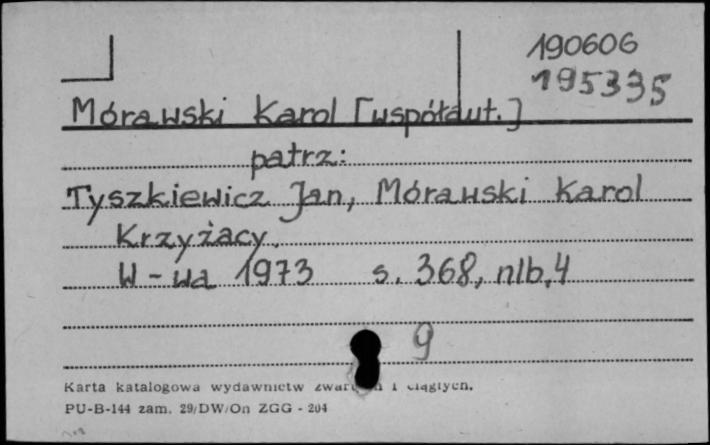 190606
195335
Mórawski Karol [współaut.]
patrz:
Tyszkiewicz Jan, Mórawski Karol
Krzyżacy.
W-wa 1973 s. 368, nlb. 4
9
Karta katalogowa wydawnictw i ciągłych.
PU-B-144 zam. 29/DW/On ZGG - 204